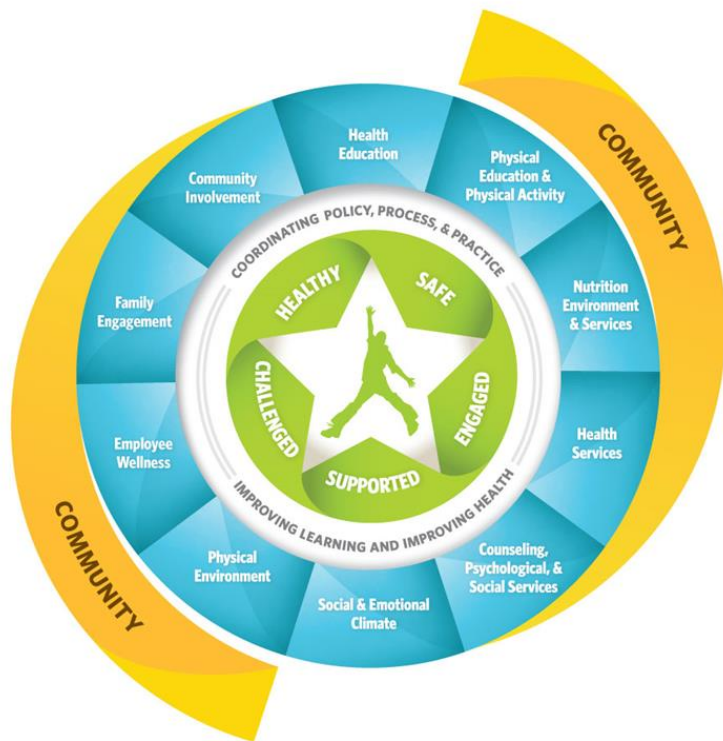 COMMUNITY
Health
Education
Physical
Education &
Physical Activity
Nutrition
Environment
& Services
Health
Services
Counseling,
Psychological, &
Social Services
Social & Emotional
Climate
Physical
Environment
Employee
Wellness
Family
Engagement
Community
Involvement
COORDINATING POLICY, PROCESS, & PRACTICE
IMPROVING LEARNING AND IMPROVING HEALTH
HEALTHY
SAFE
ENGAGED
SUPPORTED
CHALLENGED
COMMUNITY